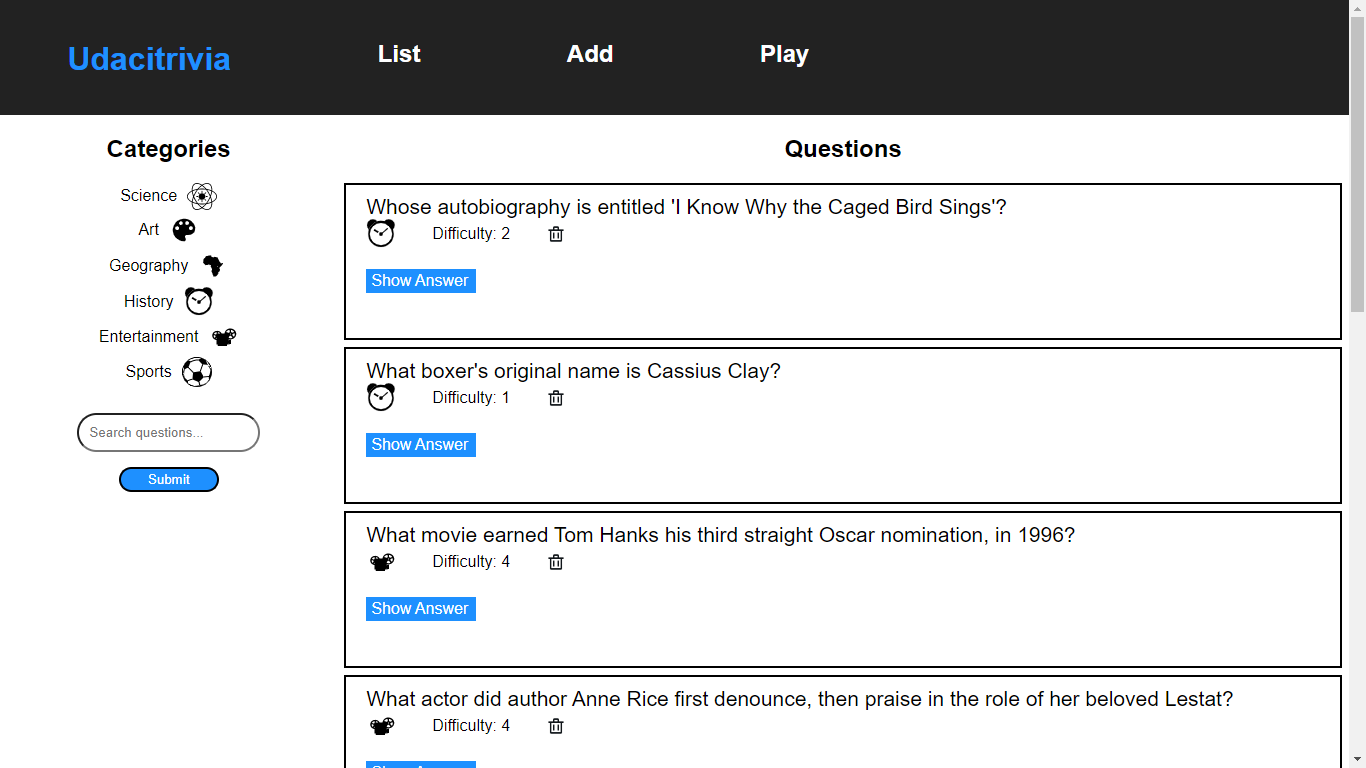 Udacitrivia
List
Add
Play
Categories
Science
Art
Geography
History
Entertainment
Sports
Search questions...
Submit
Questions
Whose autobiography is entitled 'I Know Why the Caged Bird Sings'?
Difficulty: 2
Show Answer
What boxer's original name is Cassius Clay?
Difficulty: 1
Show Answer
What movie earned Tom Hanks his third straight Oscar nomination, in 1996?
Difficulty: 4
Show Answer
What actor did author Anne Rice first denounce, then praise in the role of her beloved Lestat?
Difficulty: 4
Show Answer